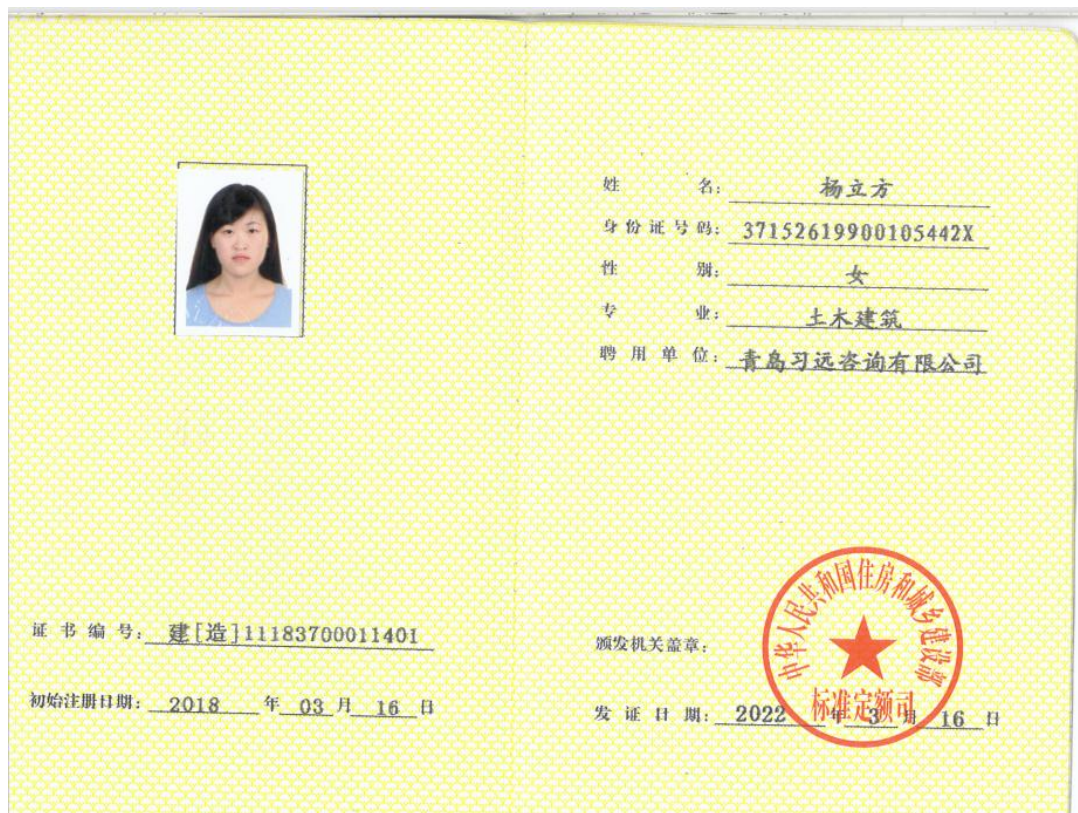 姓 名: 杨立方
身份证号码: 37152619900105442X
性 别: 女
专 业: 土木建筑
聘用单位: 青岛习远咨询有限公司
证书编号: 建[造]11183700011401
初始注册日期: 2018 年 03 月 16 日
中华人民共和国住房和城乡建设部
标准定额司
颁发机关盖章:
发证日期: 2022 年 3 月 16 日